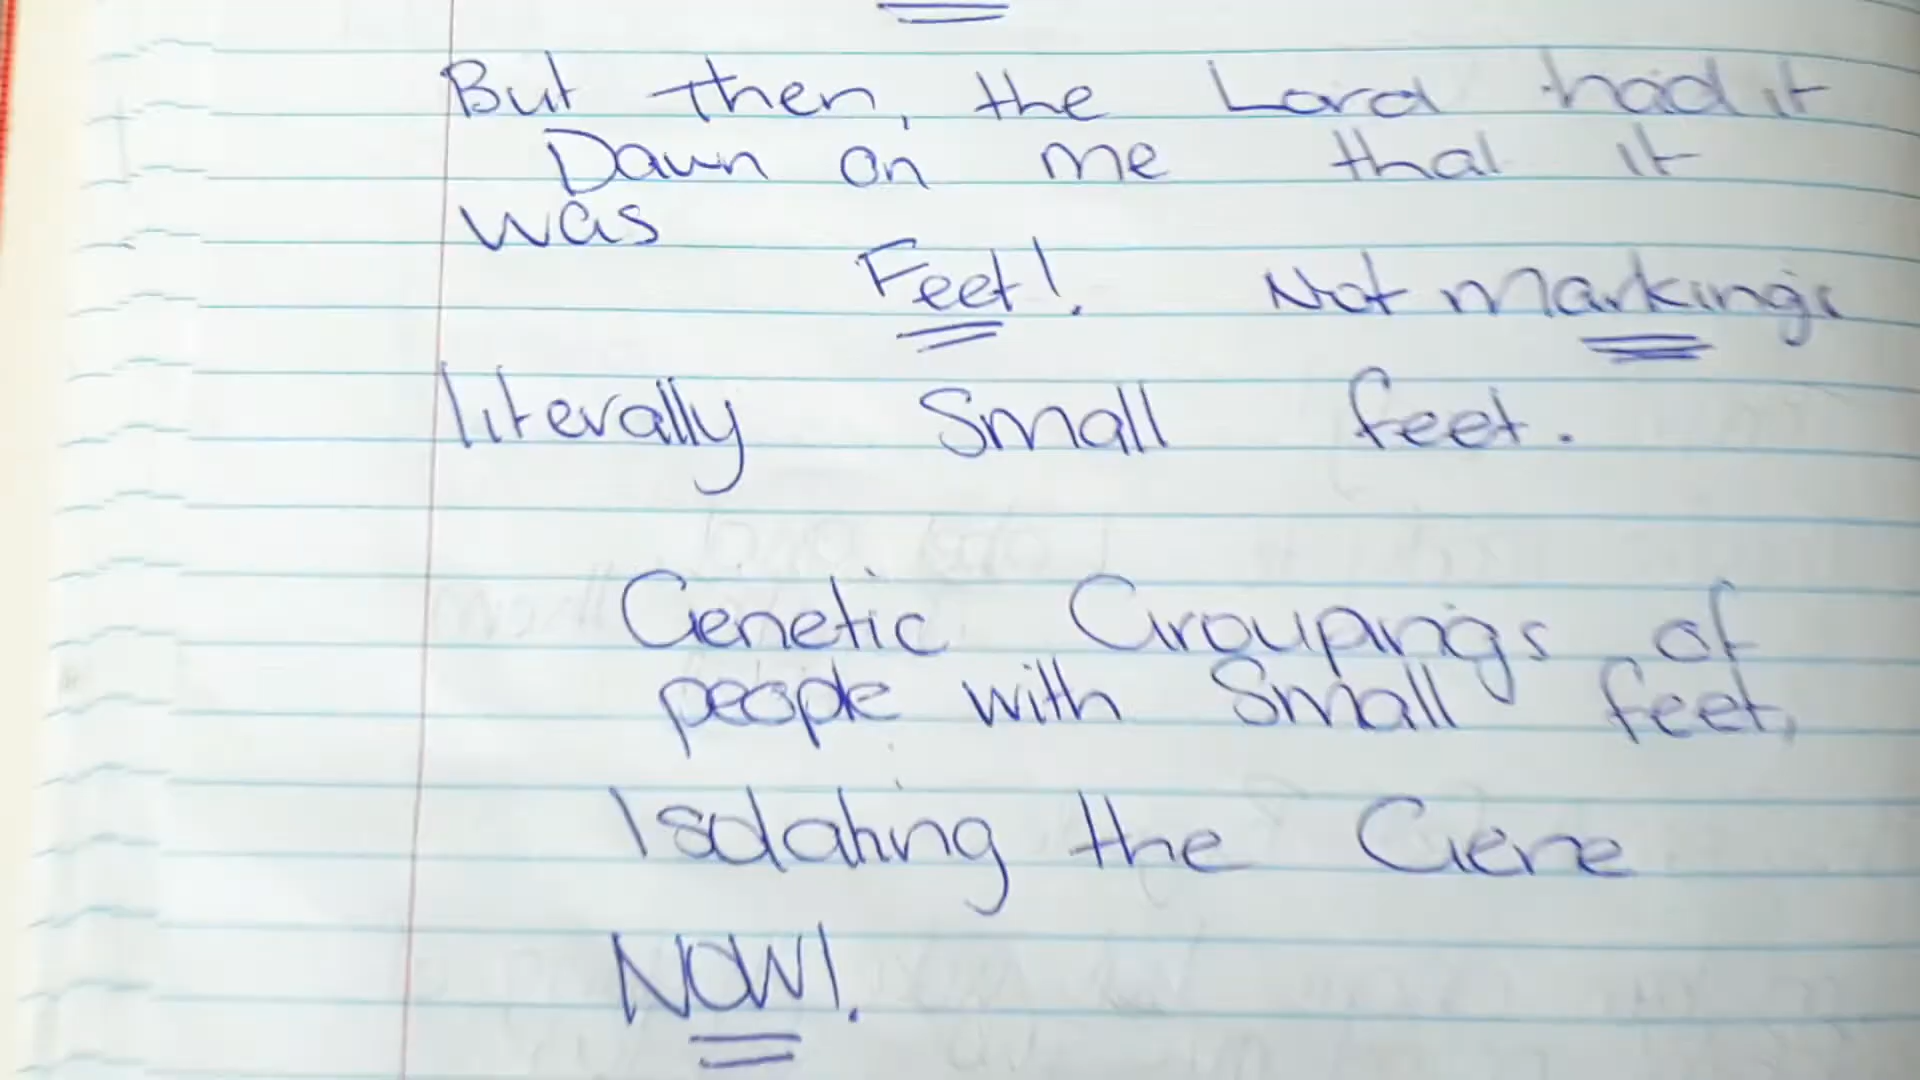 But then, the Lord had it
Dawn on me that it
was
Feet! Not markings
literally Small feet.
Genetic Groupings of
people with Small feet,
Isolating the Gene
NOW!